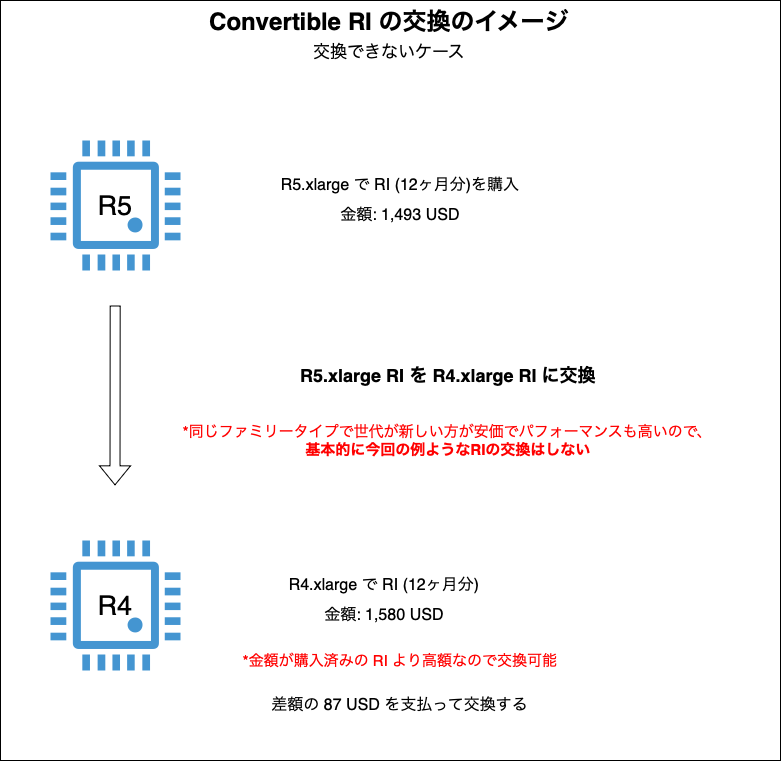 Convertible RI の交換のイメージ
交換できないケース
R5
R5.xlarge で RI (12ヶ月分)を購入
金額: 1,493 USD
R5.xlarge RI を R4.xlarge RI に交換
*同じファミリータイプで世代が新しい方が安価でパフォーマンスも高いので、
基本的に今回の例ようなRIの交換はしない
R4
R4.xlarge で RI (12ヶ月分)
金額: 1,580 USD
*金額が購入済みの RI より高額なので交換可能
差額の 87 USD を支払って交換する